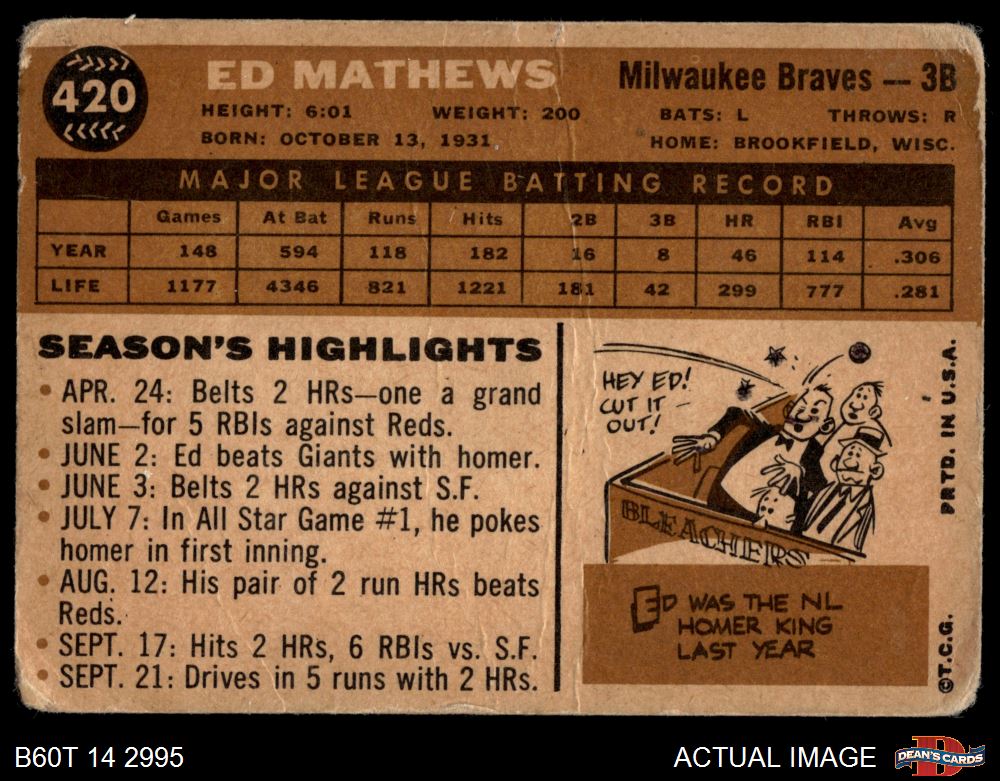 420
ED MATHEWS
Milwaukee Braves — 3B
HEIGHT: 6:01 WEIGHT: 200 BATS: L THROWS: R
BORN: OCTOBER 13, 1931 HOME: BROOKFIELD, WISC.
MAJOR LEAGUE BATTING RECORD
Games At Bat Runs Hits 2B 3B HR RBI Avg
YEAR 148 594 118 182 16 8 46 114 .306
LIFE 1177 4346 821 1221 181 42 299 777 .281
SEASON'S HIGHLIGHTS
• APR. 24: Belts 2 HRs—one a grand
slam—for 5 RBIs against Reds.
• JUNE 2: Ed beats Giants with homer.
• JUNE 3: Belts 2 HRs against S.F.
• JULY 7: In All Star Game #1, he pokes
homer in first inning.
• AUG. 12: His pair of 2 run HRs beats
Reds.
• SEPT. 17: Hits 2 HRs, 6 RBIs vs. S.F.
• SEPT. 21: Drives in 5 runs with 2 HRs.
HEY ED!
CUT IT
OUT!
BLEACHERS
ED WAS THE NL
HOMER KING
LAST YEAR
PRTD. IN U.S.A.
©T.C.G.
B60T 14 2995
ACTUAL IMAGE
D
DEAN'S CARDS